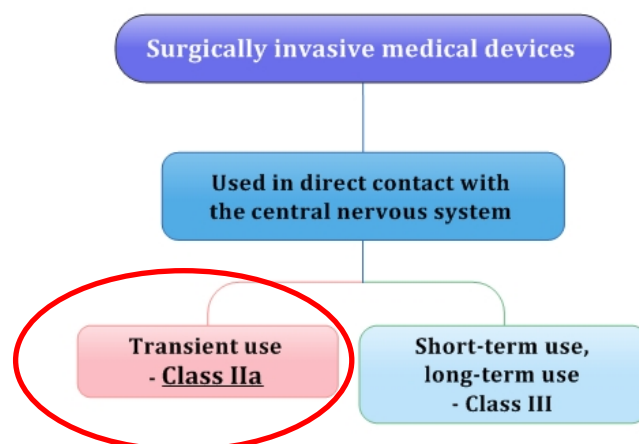 Surgically invasive medical devices
Used in direct contact with
the central nervous system
Transient use
- Class IIa
Short-term use,
long-term use
- Class III